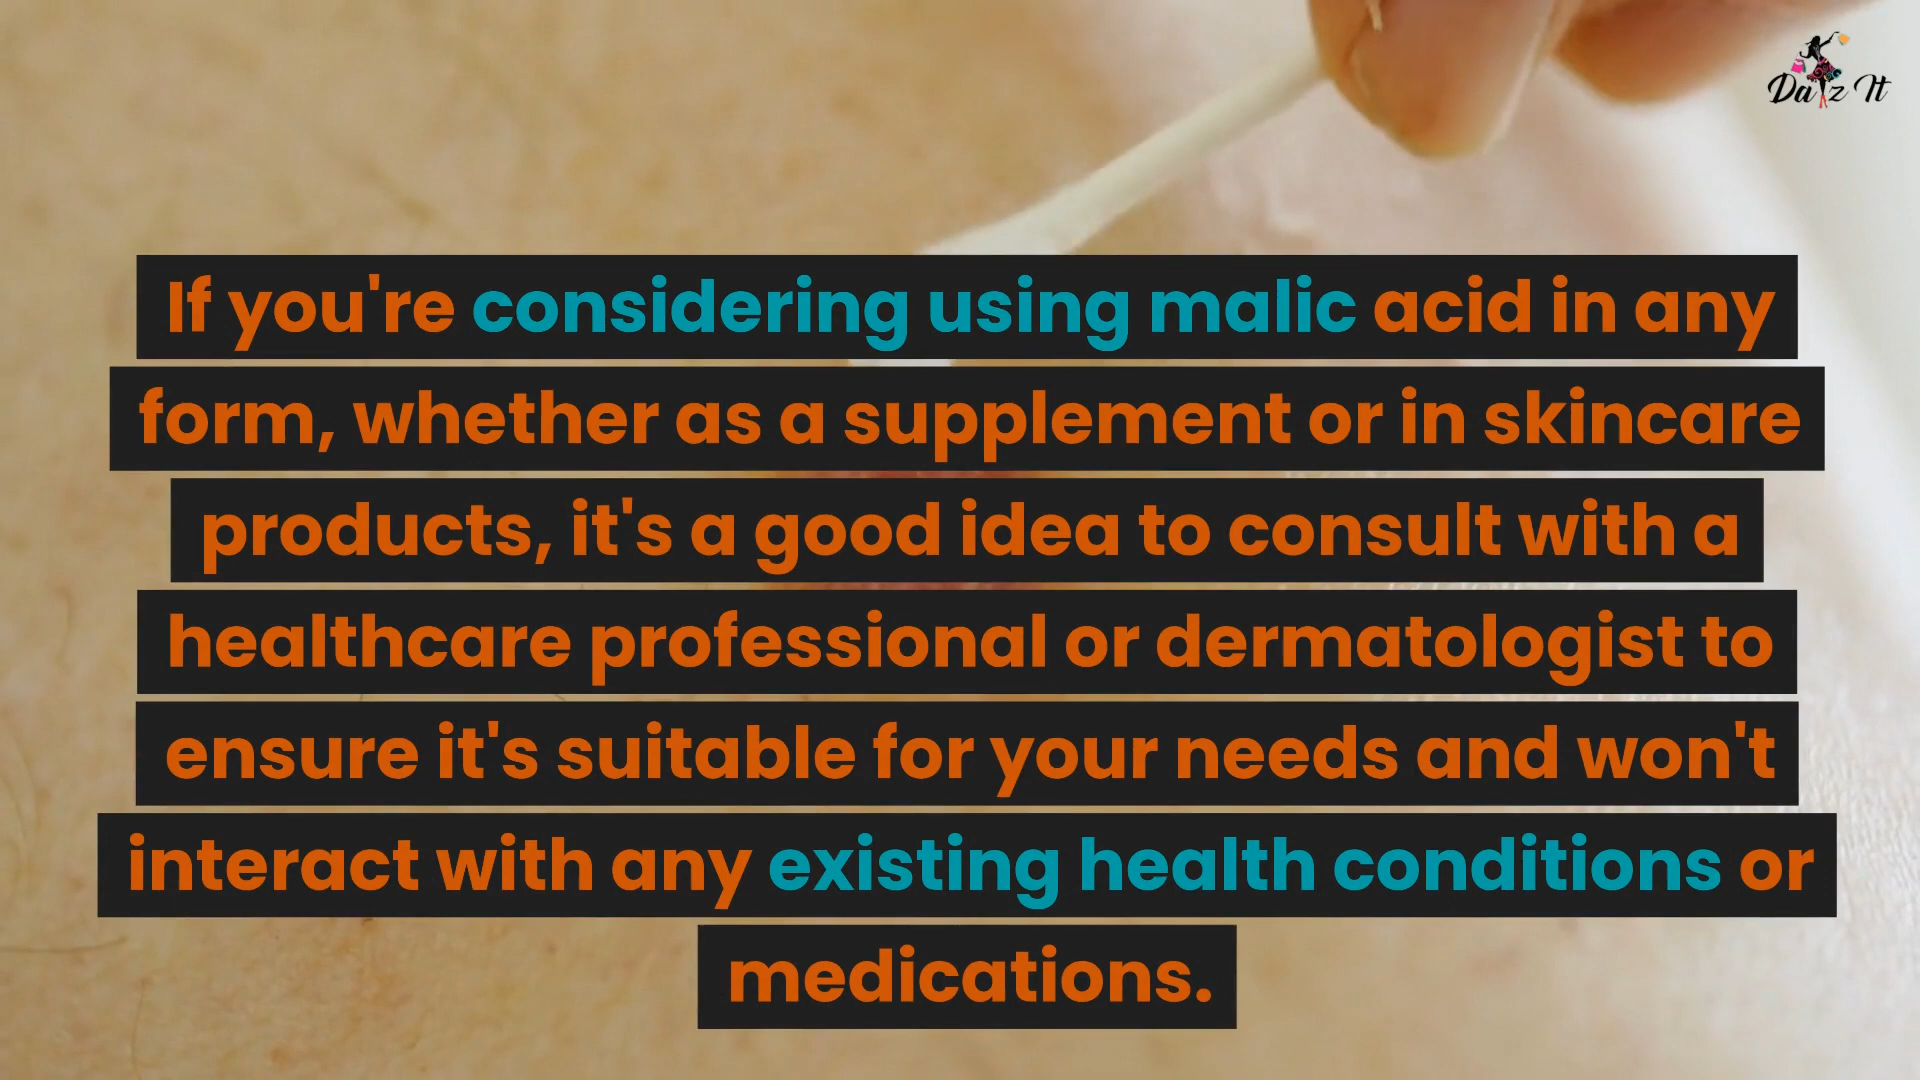 Da z It
If you're considering using malic acid in any
form, whether as a supplement or in skincare
products, it's a good idea to consult with a
healthcare professional or dermatologist to
ensure it's suitable for your needs and won't
interact with any existing health conditions or
medications.